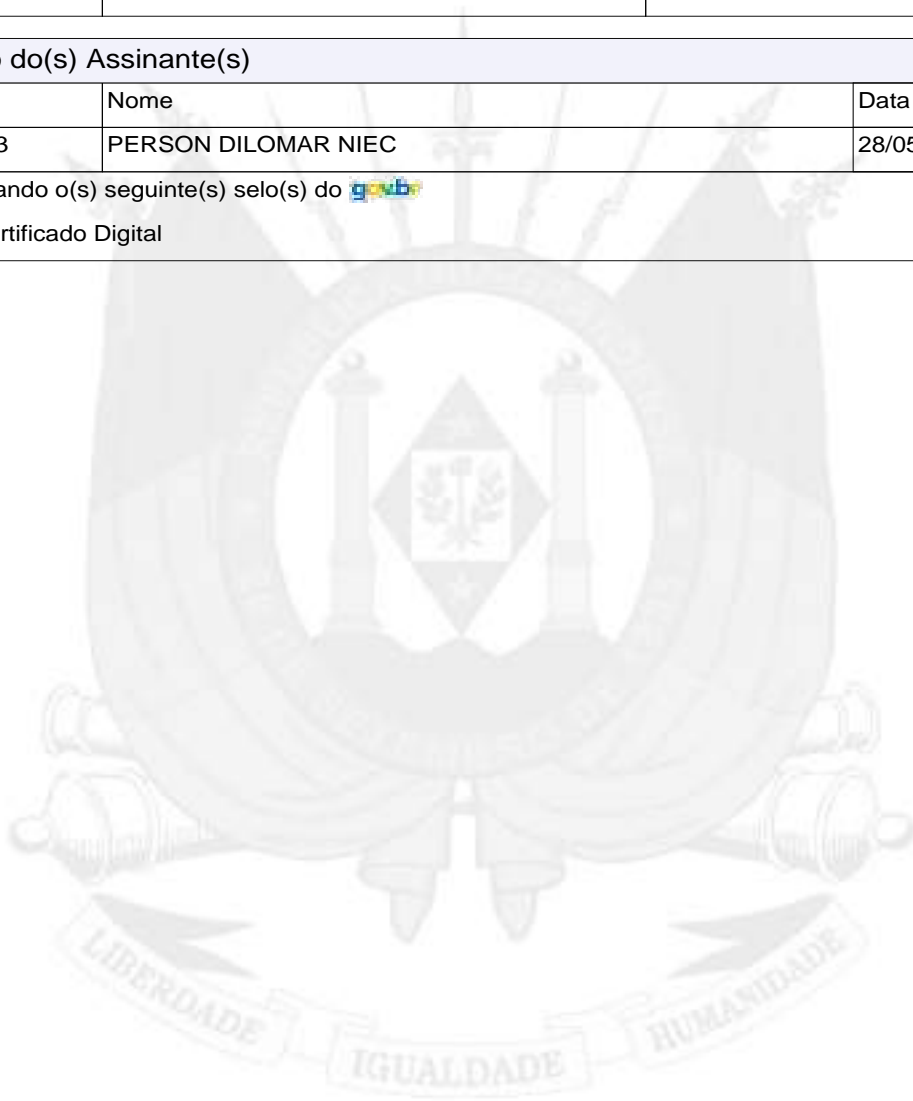 do(s) Assinante(s)
Nome Data
3 PERSON DILOMAR NIEC 28/05
ando o(s) seguinte(s) selo(s) do gov.br
rtificado Digital
LIBERDADE IGUALDADE HUMANIDADE